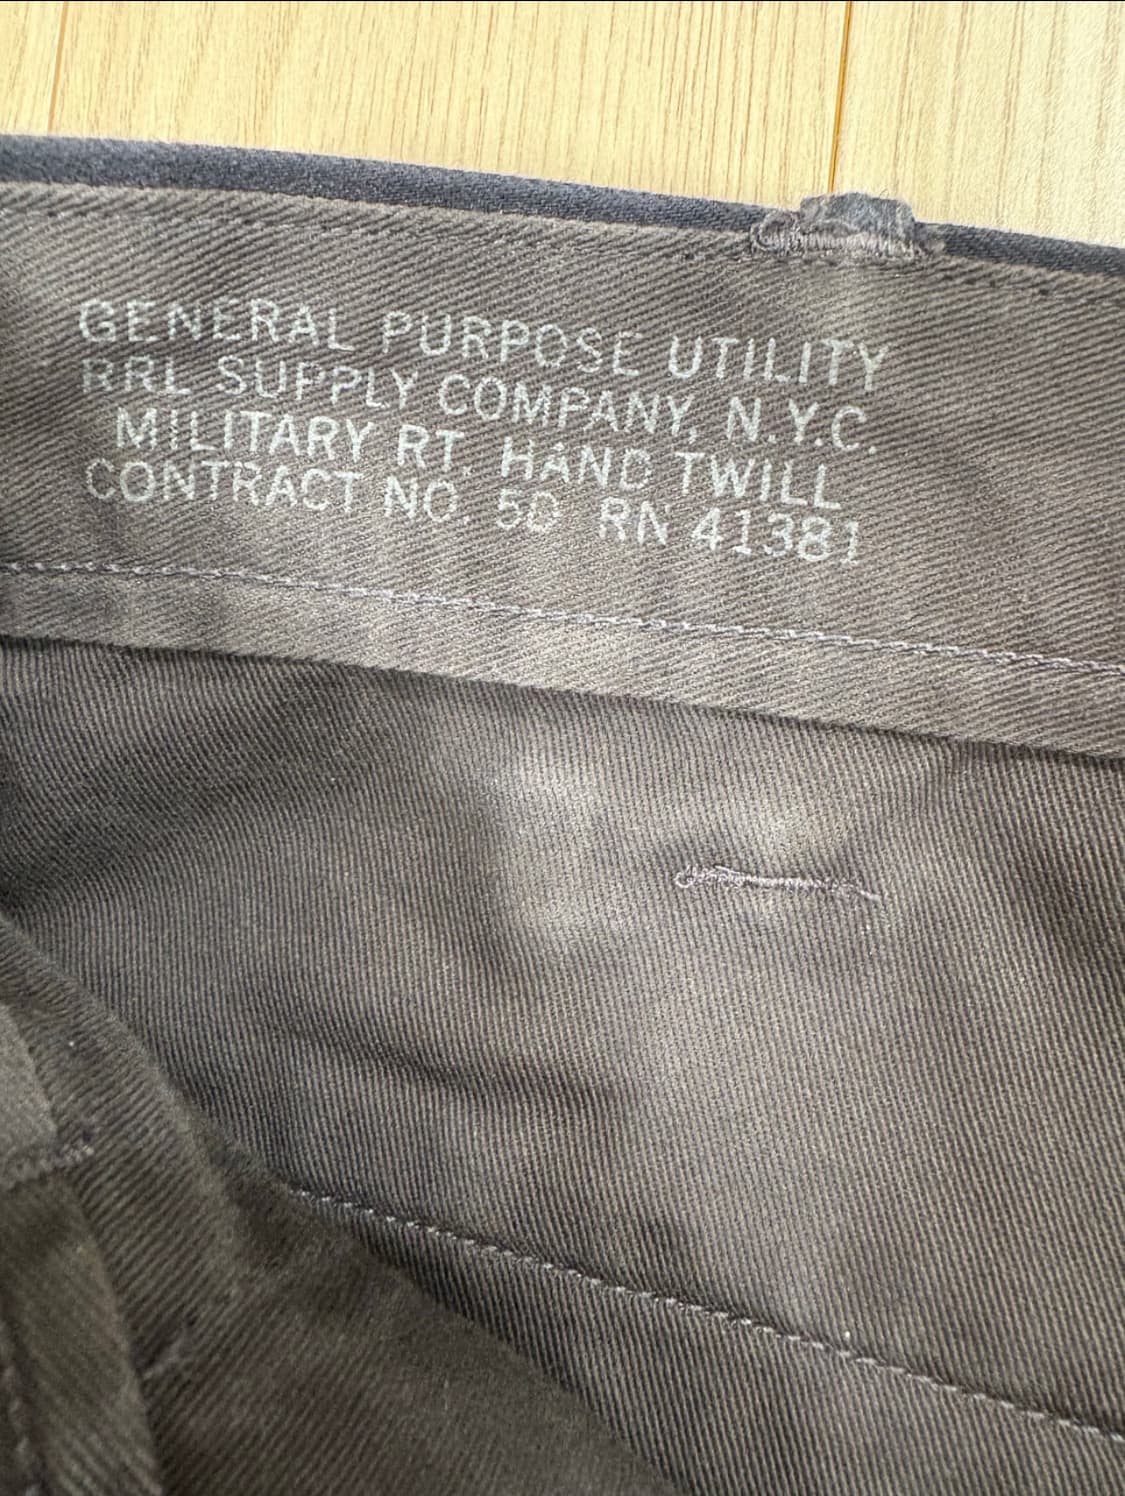 GENERAL PURPOSE UTILITY
RRL SUPPLY COMPANY, N.Y.C.
MILITARY RT. HAND TWILL
CONTRACT NO. 5D RN 41381